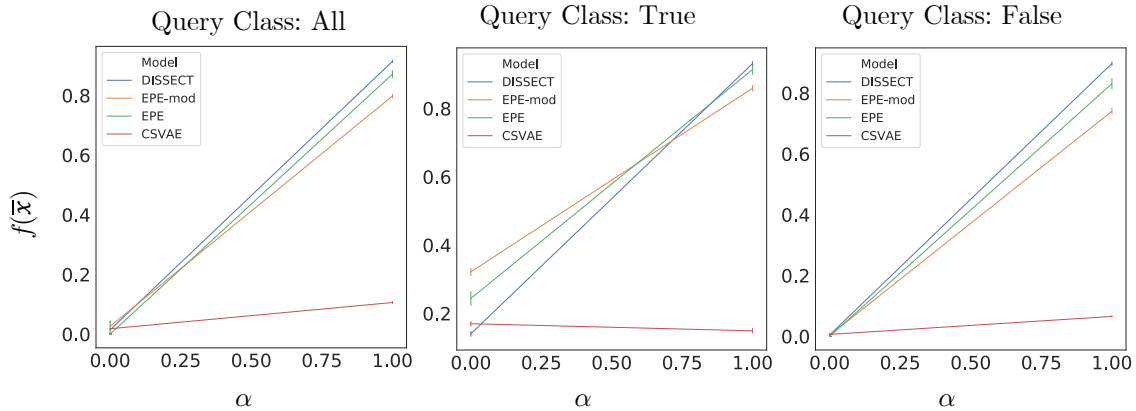 Query Class: All
Query Class: True
Query Class: False
Model
DISSECT
EPE-mod
EPE
CSVAE
Model
DISSECT
EPE-mod
EPE
CSVAE
Model
DISSECT
EPE-mod
EPE
CSVAE
f(x̅)
0.8
0.6
0.4
0.2
0.0
0.8
0.6
0.4
0.2
0.8
0.6
0.4
0.2
0.0
0.00 0.25 0.50 0.75 1.00
0.00 0.25 0.50 0.75 1.00
0.00 0.25 0.50 0.75 1.00
α
α
α